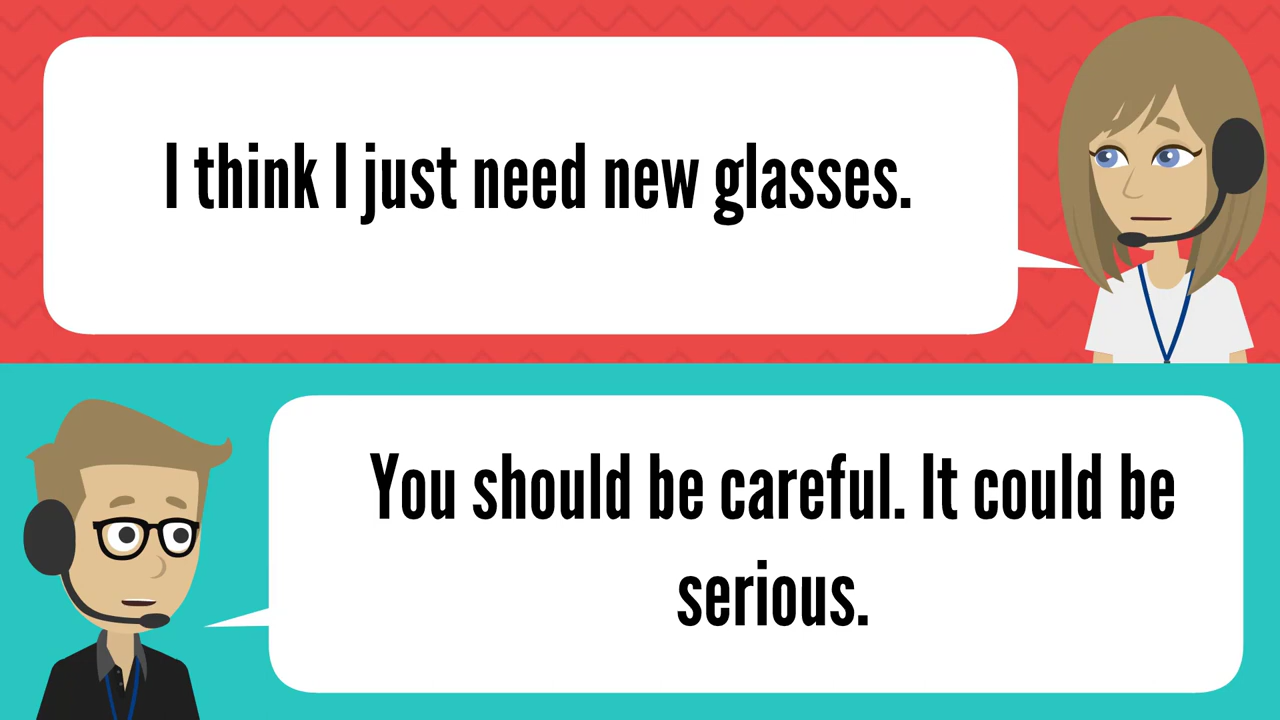 I think I just need new glasses.
You should be careful. It could be
serious.